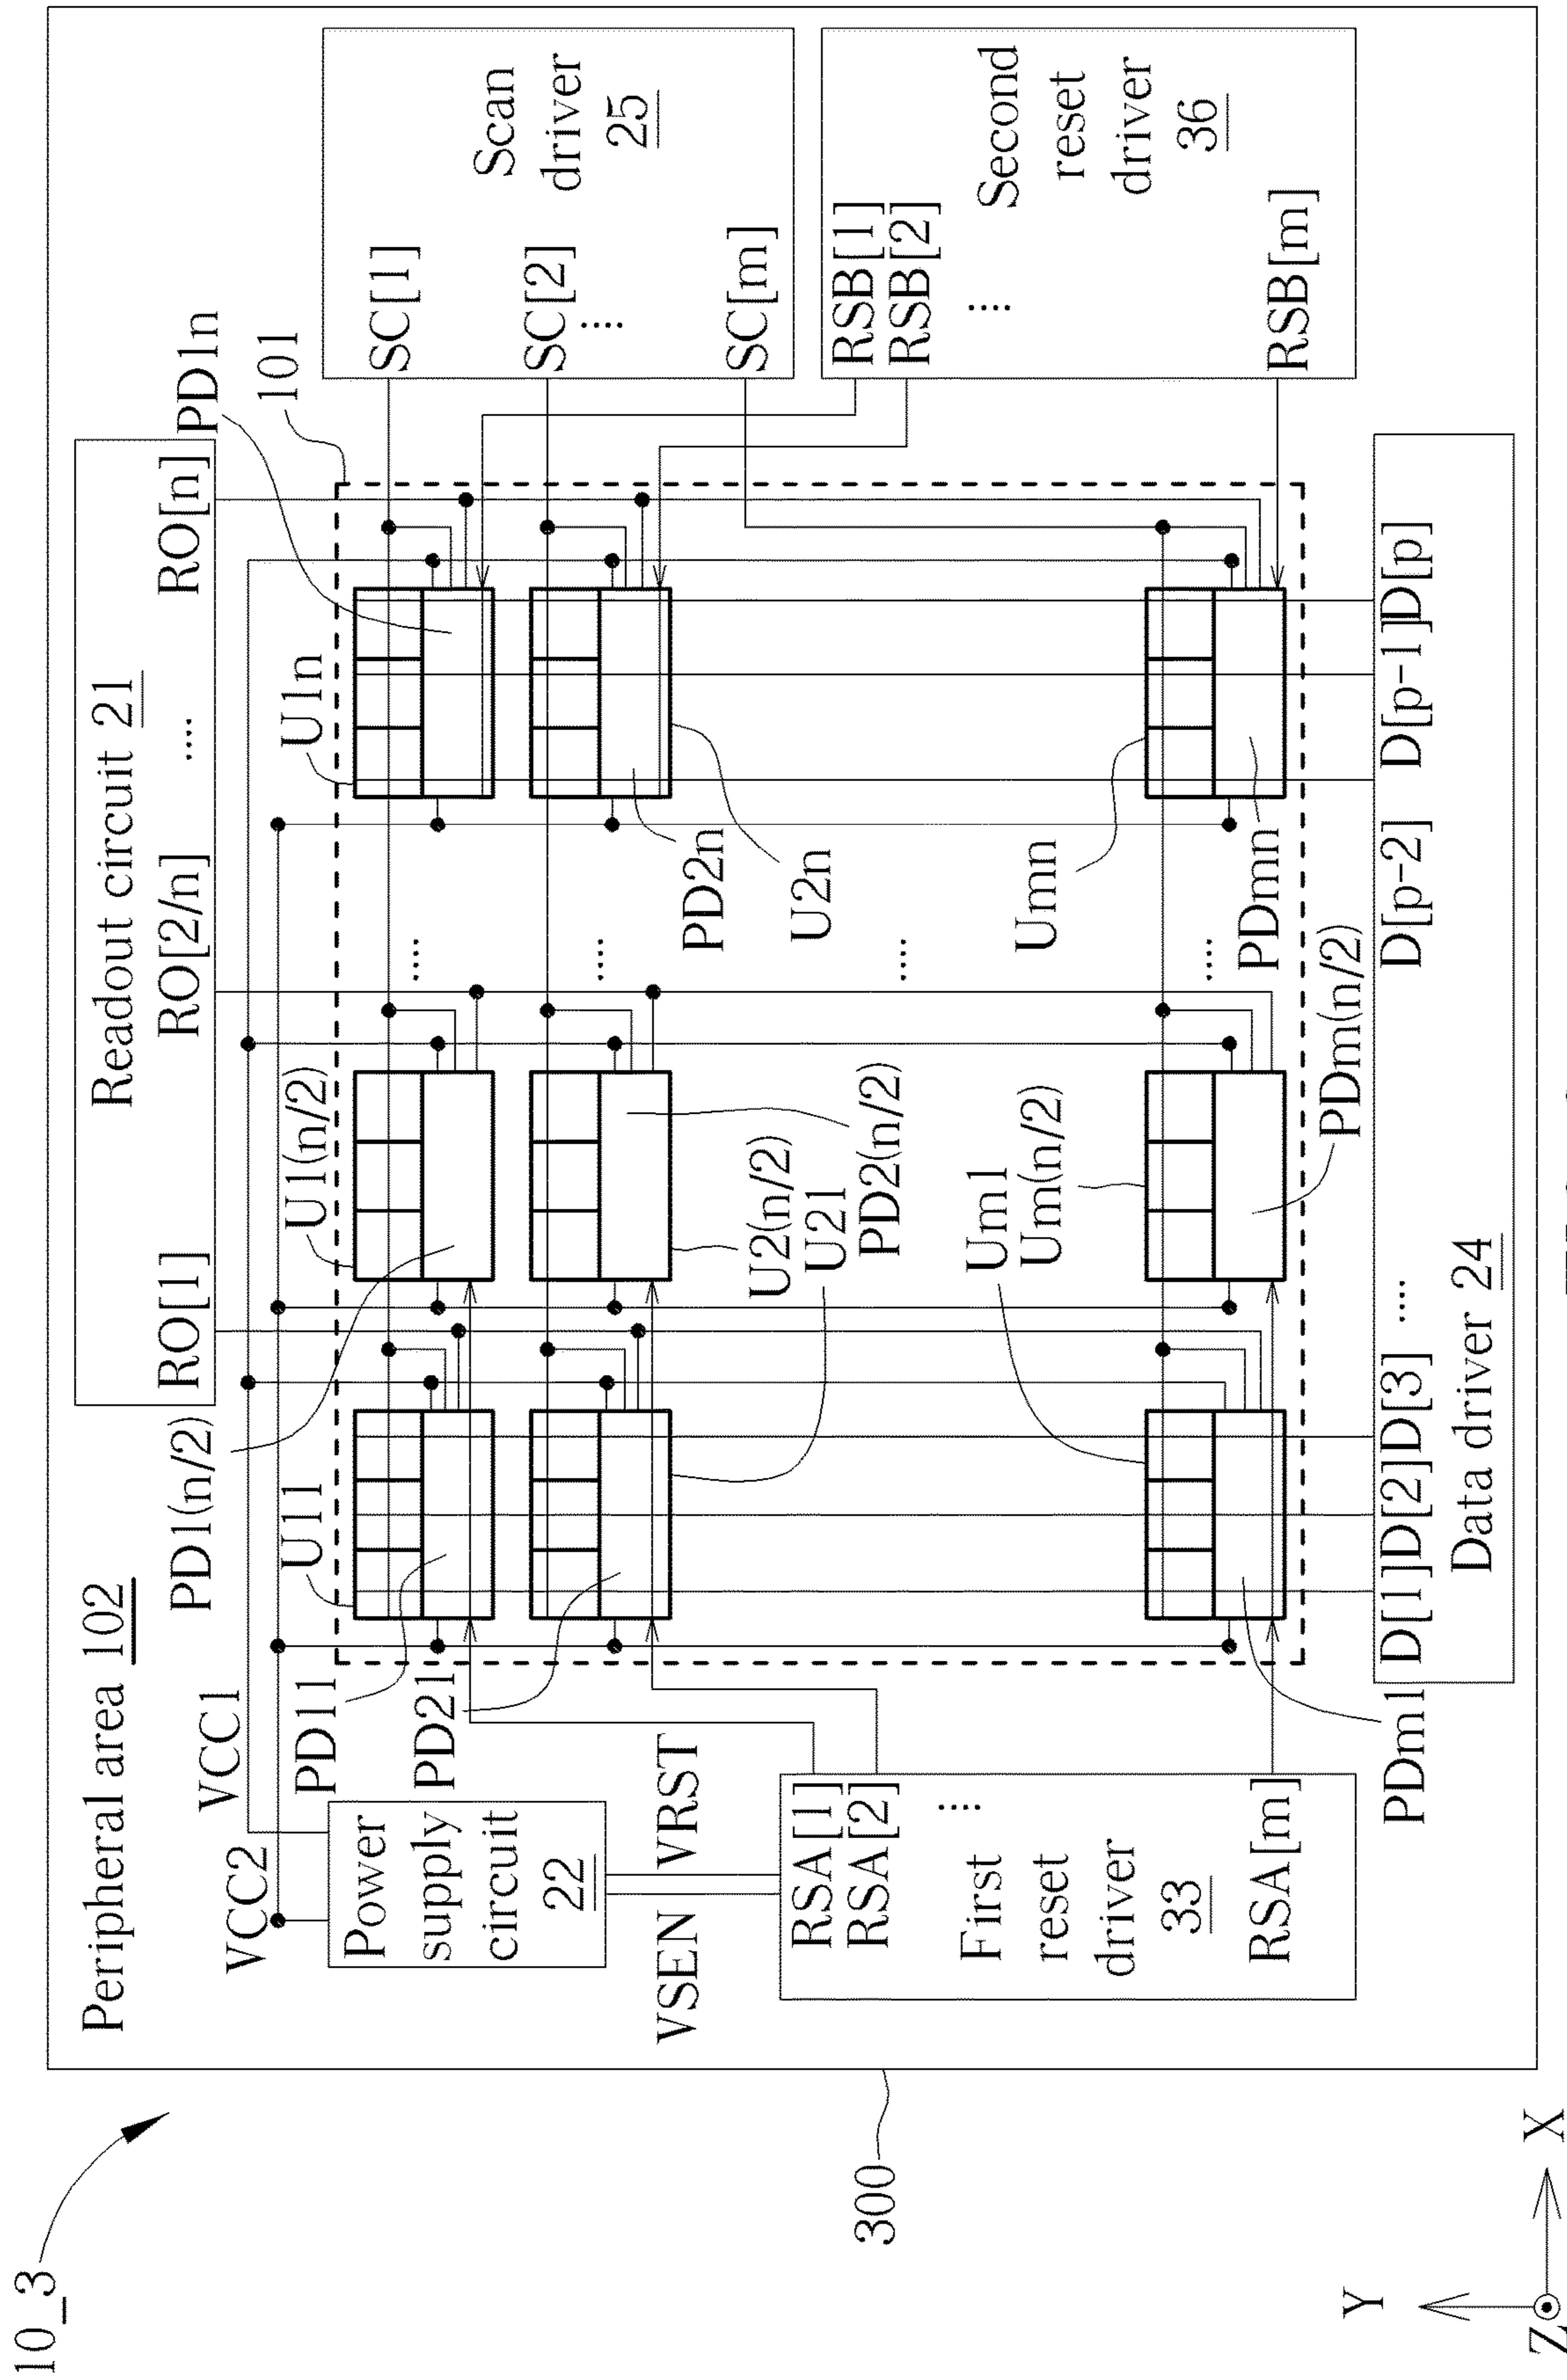 10_3
Peripheral area 102
Readout circuit 21
RO[1]
RO[2/n]
....
RO[n]
VCC1
VCC2
PD1(n/2)
PD1n
101
U11
U1(n/2)
U1n
PD11
PD21
Power
supply
circuit
22
VSEN
VRST
Scan
driver
25
SC[1]
SC[2]
....
SC[m]
....
....
....
....
PD2n
U2n
U2(n/2)
U21
PD2(n/2)
Um1
Um(n/2)
Umn
PDmn
PDm(n/2)
PDm1
RSA[1]
RSA[2]
....
First
reset
driver
33
RSA[m]
RSB[1]
RSB[2]
....
Second
reset
driver
36
RSB[m]
D[1]D[2]D[3]
....
D[p-2]
D[p-1]D[p]
Data driver 24
300
Y
X
Z